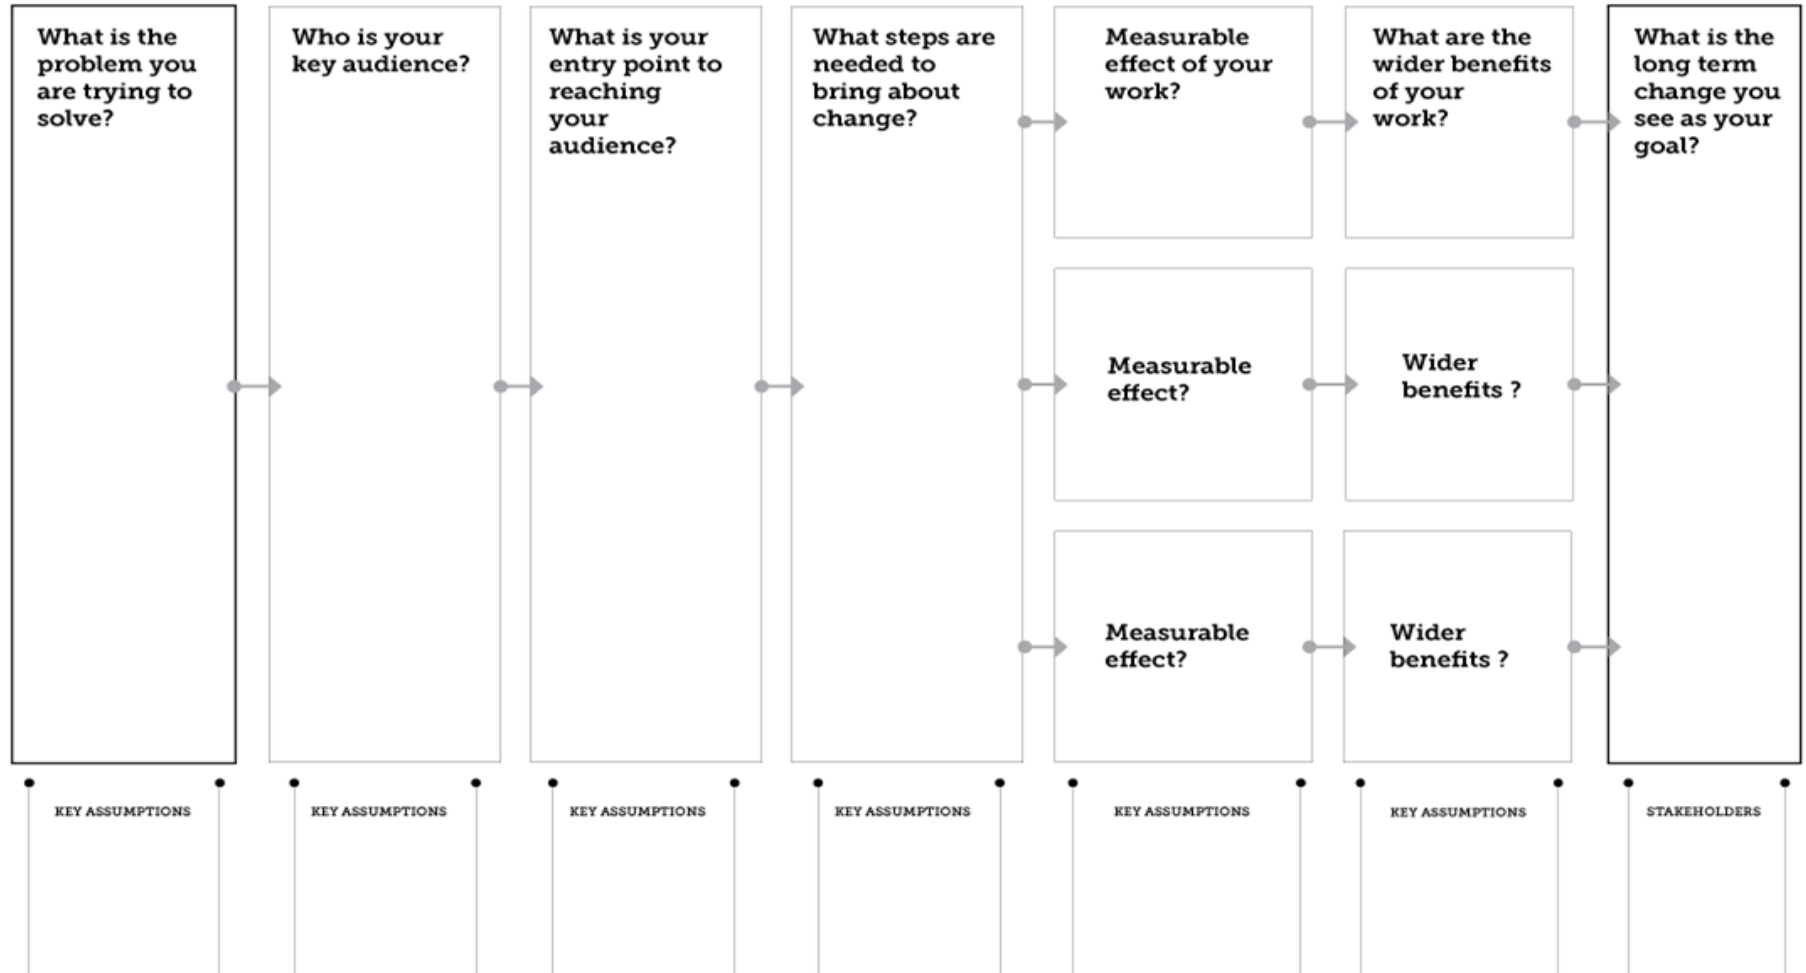 What is the
problem you
are trying to
solve?
Who is your
key audience?
What is your
entry point to
reaching
your
audience?
What steps are
needed to
bring about
change?
Measurable
effect of your
work?
What are the
wider benefits
of your
work?
What is the
long term
change you
see as your
goal?
Measurable
effect?
Wider
benefits ?
Measurable
effect?
Wider
benefits ?
KEY ASSUMPTIONS
KEY ASSUMPTIONS
KEY ASSUMPTIONS
KEY ASSUMPTIONS
KEY ASSUMPTIONS
KEY ASSUMPTIONS
STAKEHOLDERS